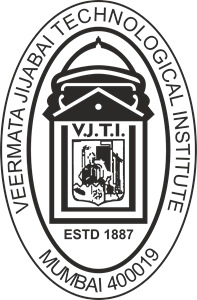 VEERMATA JIJABAI TECHNOLOGICAL INSTITUTE
V.J.T.I.
ESTD 1887
MUMBAI 400019